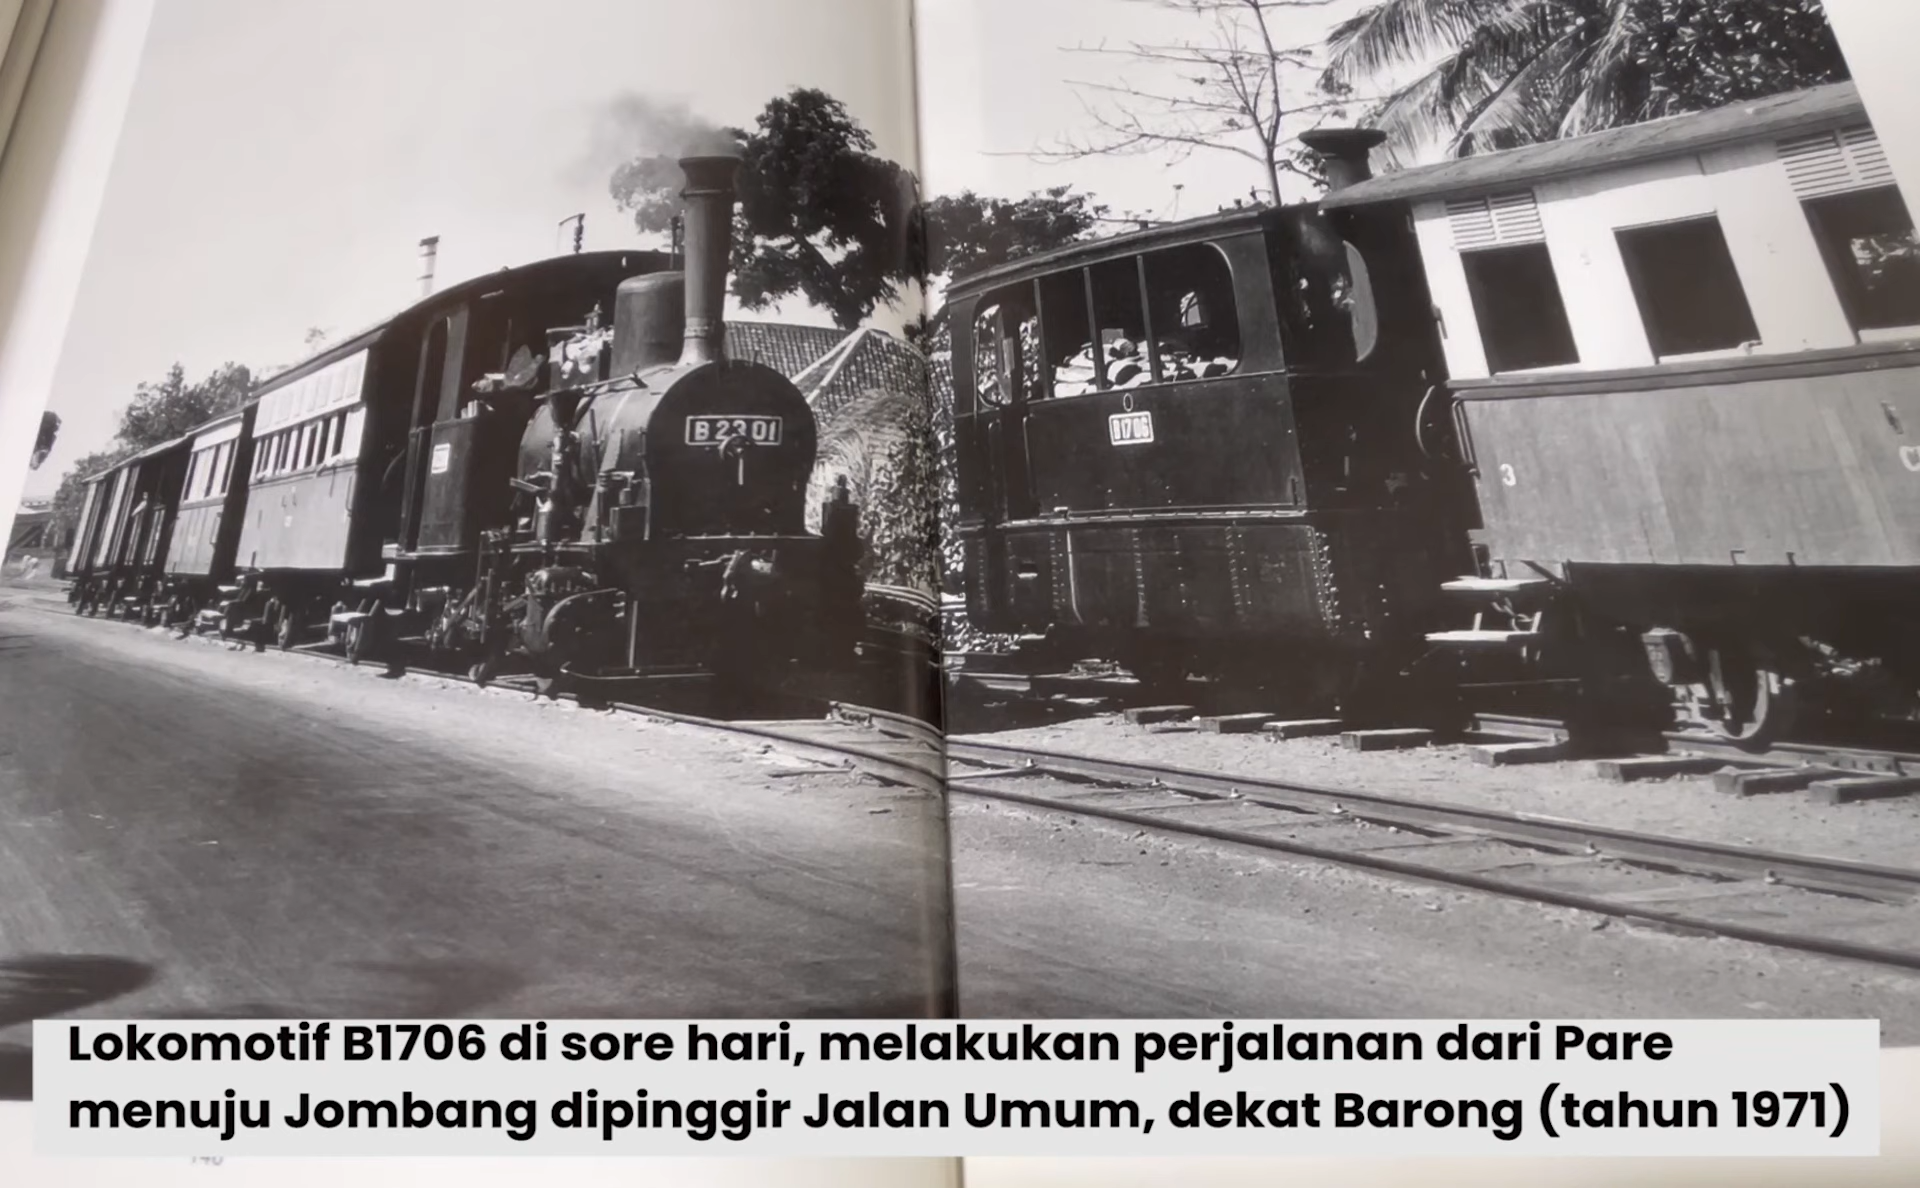 B2301
B1706
3
Lokomotif B1706 di sore hari, melakukan perjalanan dari Pare
menuju Jombang dipinggir Jalan Umum, dekat Barong (tahun 1971)